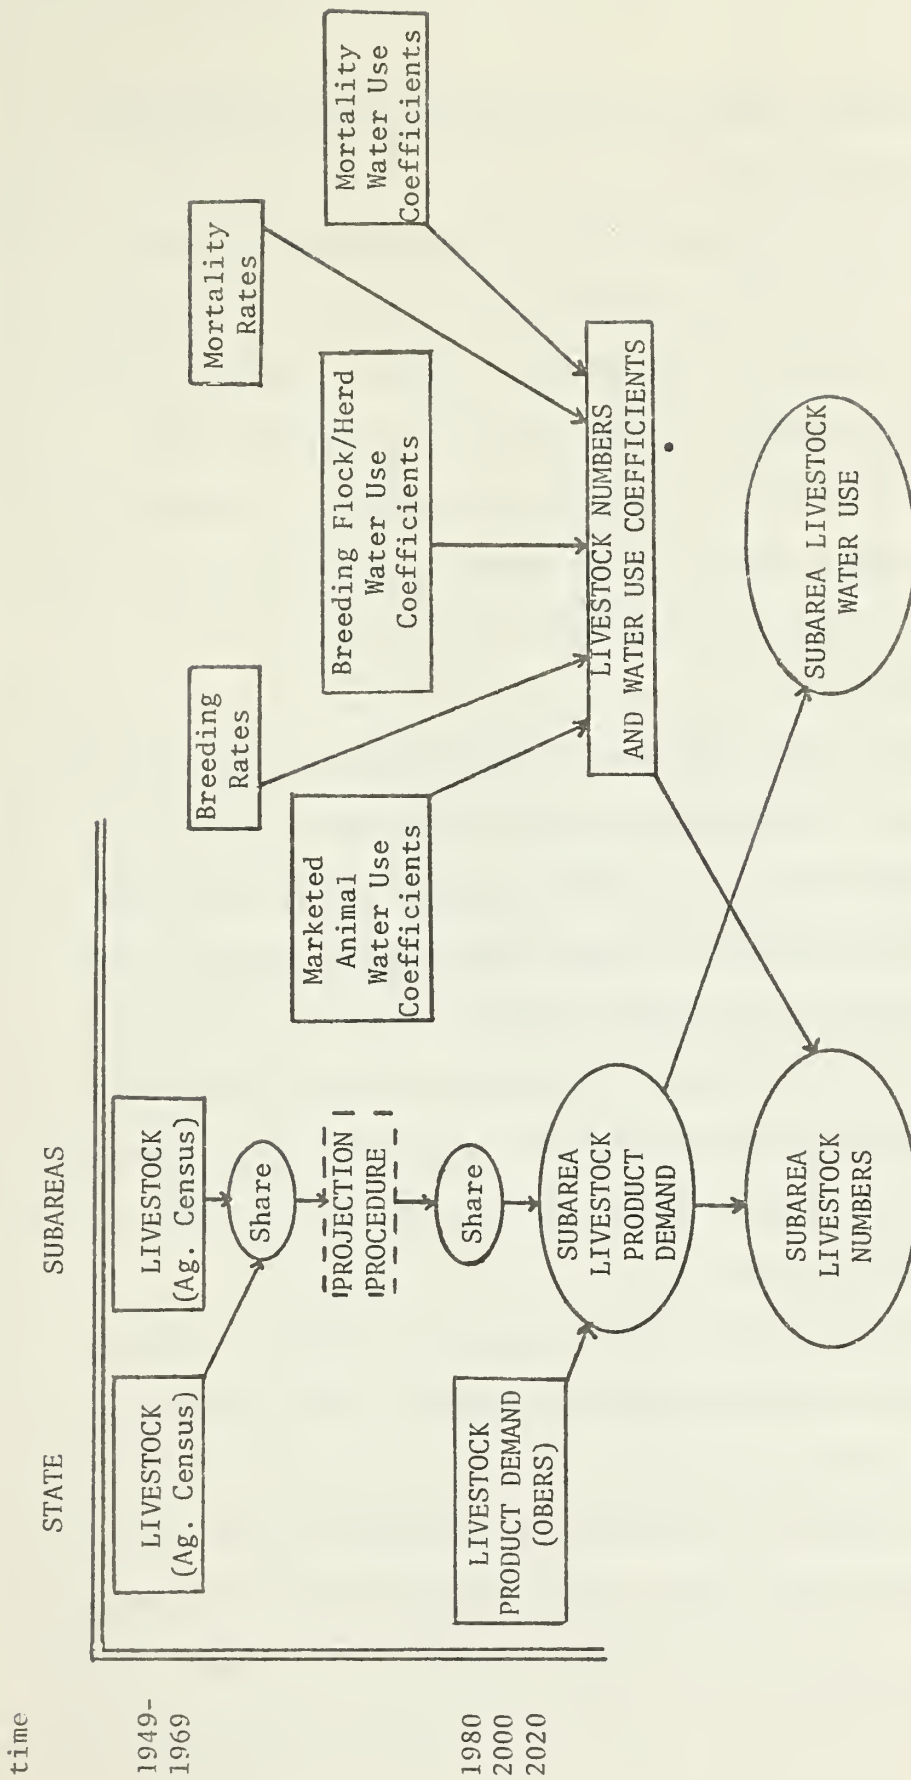 time
STATE
SUBAREAS
1949-
1969
LIVESTOCK
(Ag. Census)
LIVESTOCK
(Ag. Census)
Share
PROJECTION
PROCEDURE
Share
1980
2000
2020
LIVESTOCK
PRODUCT DEMAND
(OBERS)
SUBAREA
LIVESTOCK
PRODUCT
DEMAND
SUBAREA
LIVESTOCK
NUMBERS
Breeding
Rates
Marketed
Animal
Water Use
Coefficients
Mortality
Rates
Breeding Flock/Herd
Water Use
Coefficients
Mortality
Water Use
Coefficients
LIVESTOCK NUMBERS
AND WATER USE COEFFICIENTS
SUBAREA LIVESTOCK
WATER USE